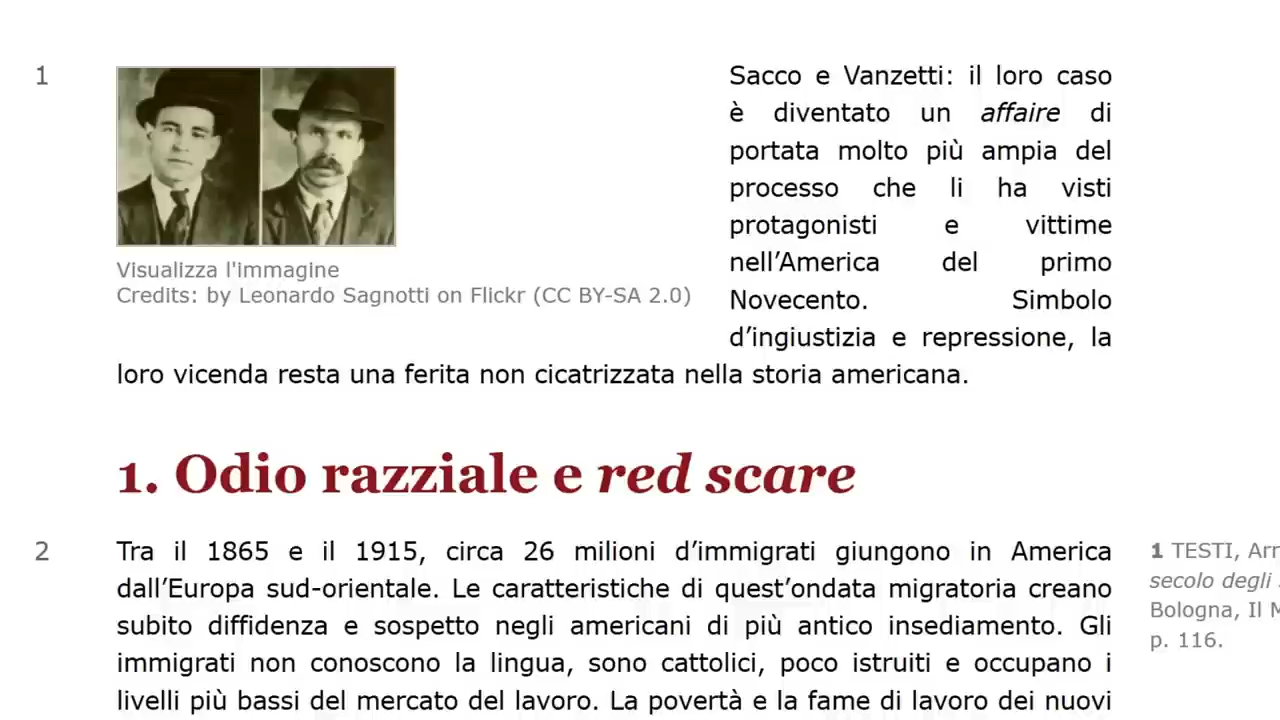 1
Sacco e Vanzetti: il loro caso
è diventato un affaire di
portata molto più ampia del
processo che li ha visti
protagonisti e vittime
nell’America del primo
Novecento. Simbolo
d’ingiustizia e repressione, la
loro vicenda resta una ferita non cicatrizzata nella storia americana.
Visualizza l'immagine
Credits: by Leonardo Sagnotti on Flickr (CC BY-SA 2.0)
1. Odio razziale e red scare
2
Tra il 1865 e il 1915, circa 26 milioni d’immigrati giungono in America
dall’Europa sud-orientale. Le caratteristiche di quest’ondata migratoria creano
subito diffidenza e sospetto negli americani di più antico insediamento. Gli
immigrati non conoscono la lingua, sono cattolici, poco istruiti e occupano i
livelli più bassi del mercato del lavoro. La povertà e la fame di lavoro dei nuovi
1 TESTI,
secolo degli
Bologna, Il
p. 116.